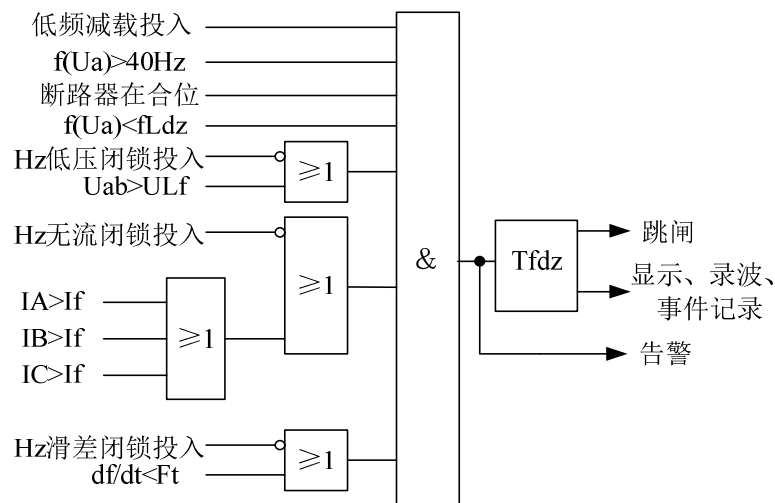 低频减载投入
f(Ua)>40Hz
断路器在合位
f(Ua)<fLdz
Hz低压闭锁投入
Uab>ULf
≥1
Hz无流闭锁投入
≥1
IA>If
IB>If
IC>If
≥1
Hz滑差闭锁投入
df/dt<Ft
≥1
&
Tfdz
跳闸
显示、录波、
事件记录
告警